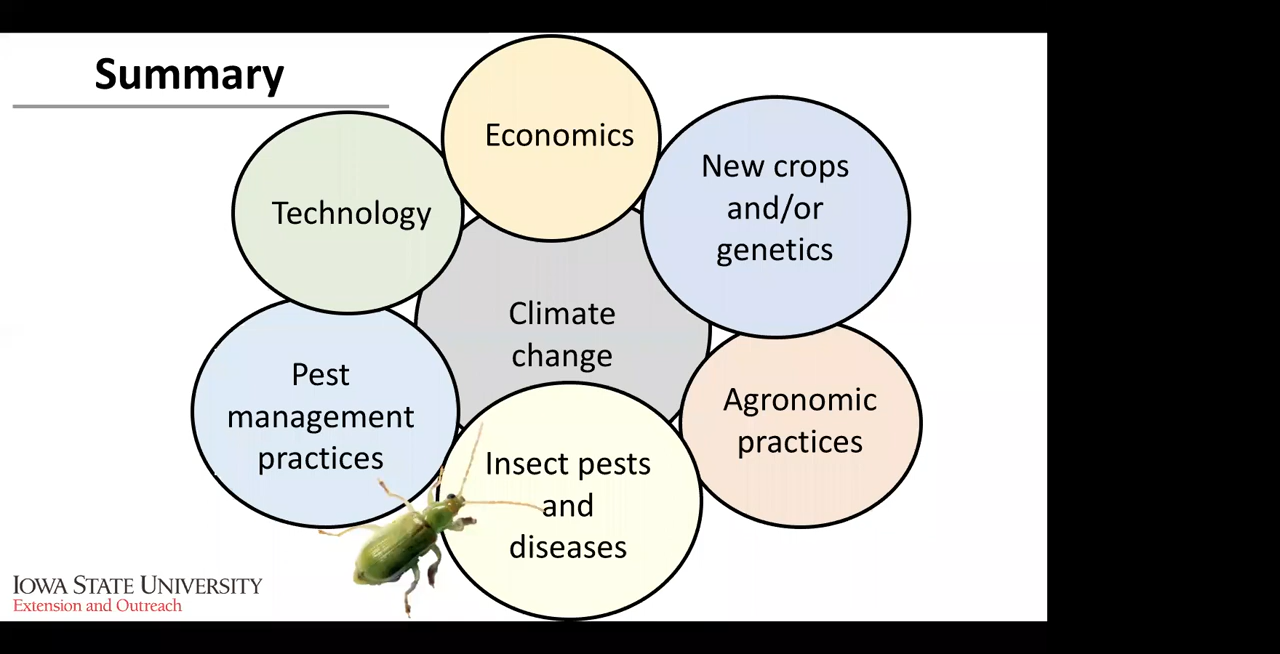 Summary
Economics
New crops
and/or
genetics
Technology
Climate
change
Pest
management
practices
Agronomic
practices
Insect pests
and
diseases
IOWA STATE UNIVERSITY
Extension and Outreach